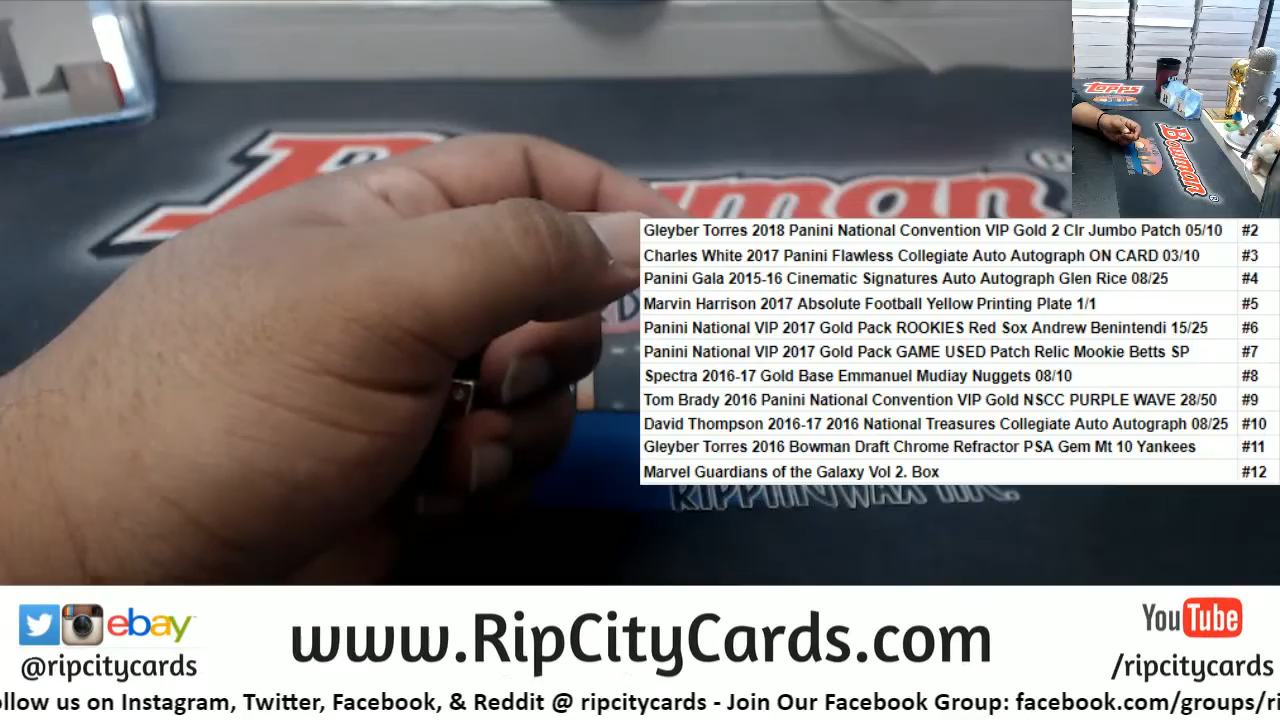 TOPPS
Bowman
®
Bowman
®
Gleyber Torres 2018 Panini National Convention VIP Gold 2 Clr Jumbo Patch 05/10 #2
Charles White 2017 Panini Flawless Collegiate Auto Autograph ON CARD 03/10 #3
Panini Gala 2015-16 Cinematic Signatures Auto Autograph Glen Rice 08/25 #4
Marvin Harrison 2017 Absolute Football Yellow Printing Plate 1/1 #5
Panini National VIP 2017 Gold Pack ROOKIES Red Sox Andrew Benintendi 15/25 #6
Panini National VIP 2017 Gold Pack GAME USED Patch Relic Mookie Betts SP #7
Spectra 2016-17 Gold Base Emmanuel Mudiay Nuggets 08/10 #8
Tom Brady 2016 Panini National Convention VIP Gold NSCC PURPLE WAVE 28/50 #9
David Thompson 2016-17 2016 National Treasures Collegiate Auto Autograph 08/25 #10
Gleyber Torres 2016 Bowman Draft Chrome Refractor PSA Gem Mt 10 Yankees #11
Marvel Guardians of the Galaxy Vol 2. Box #12
RIPPTINWAX INC.
ebay
@ripcitycards
www.RipCityCards.com
YouTube
/ripcitycards
ollow us on Instagram, Twitter, Facebook, & Reddit @ ripcitycards - Join Our Facebook Group: facebook.com/groups/ri